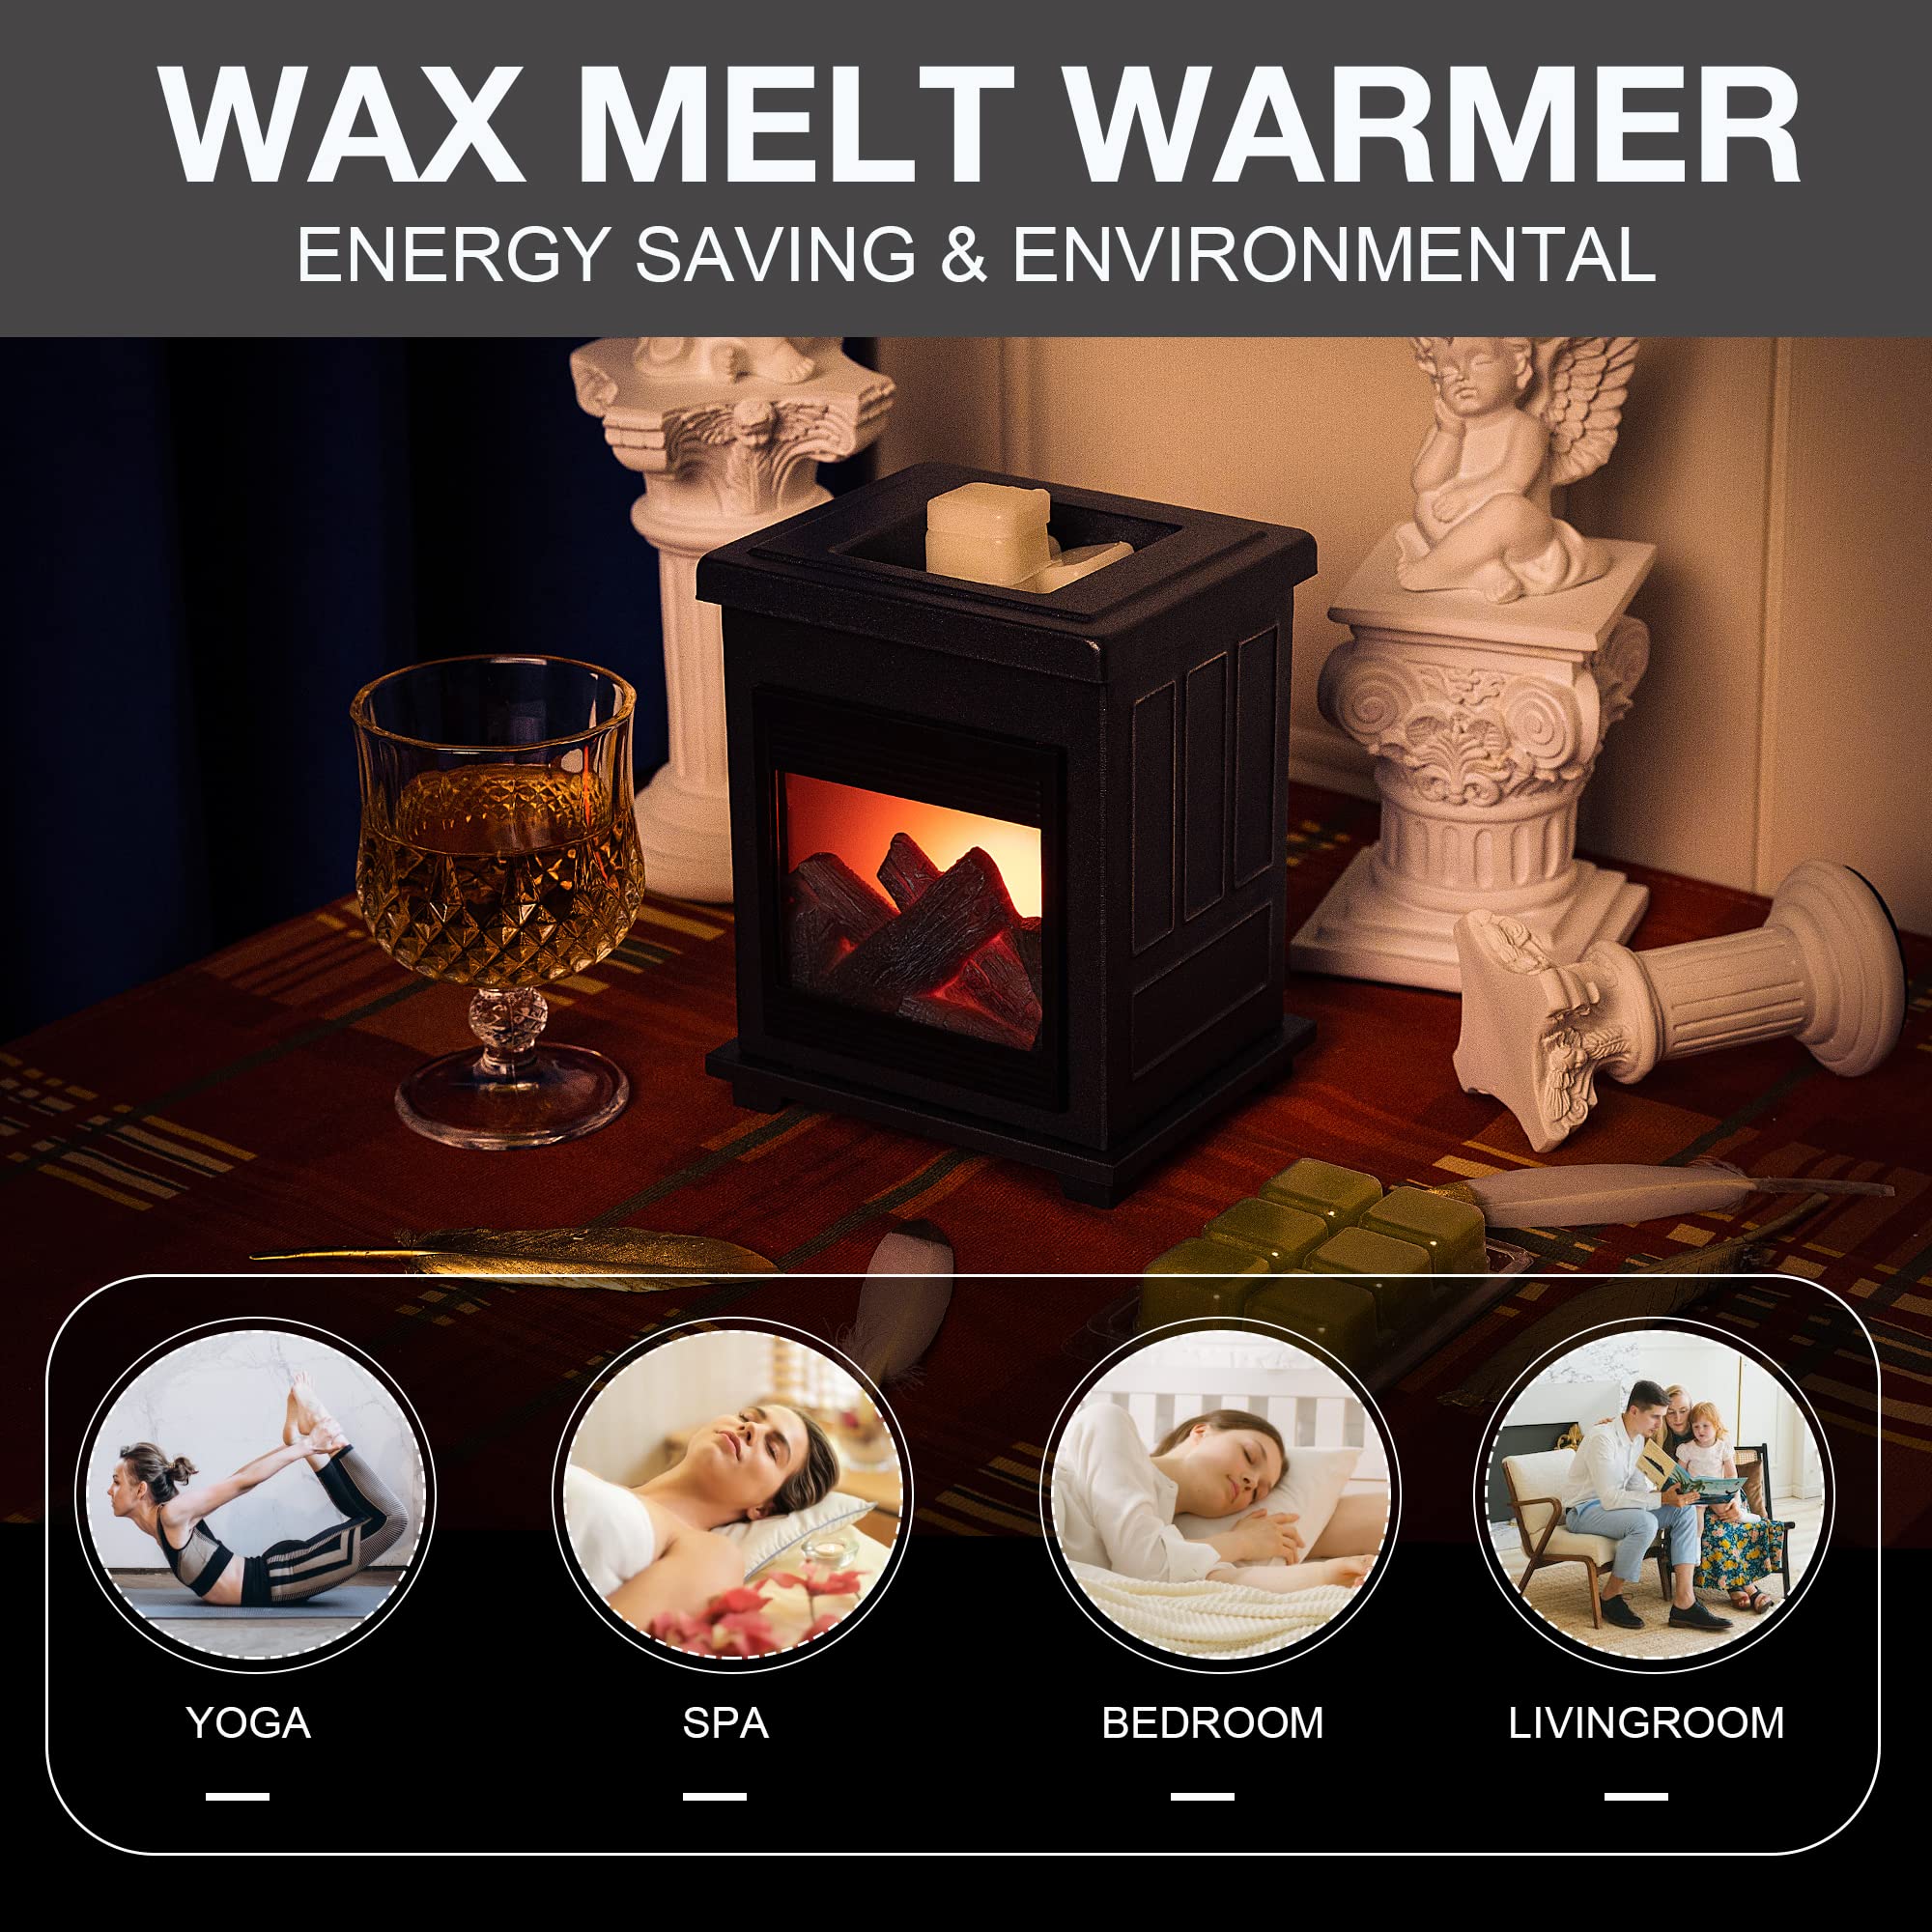 WAX MELT WARMER
ENERGY SAVING & ENVIRONMENTAL
YOGA
SPA
BEDROOM
LIVINGROOM